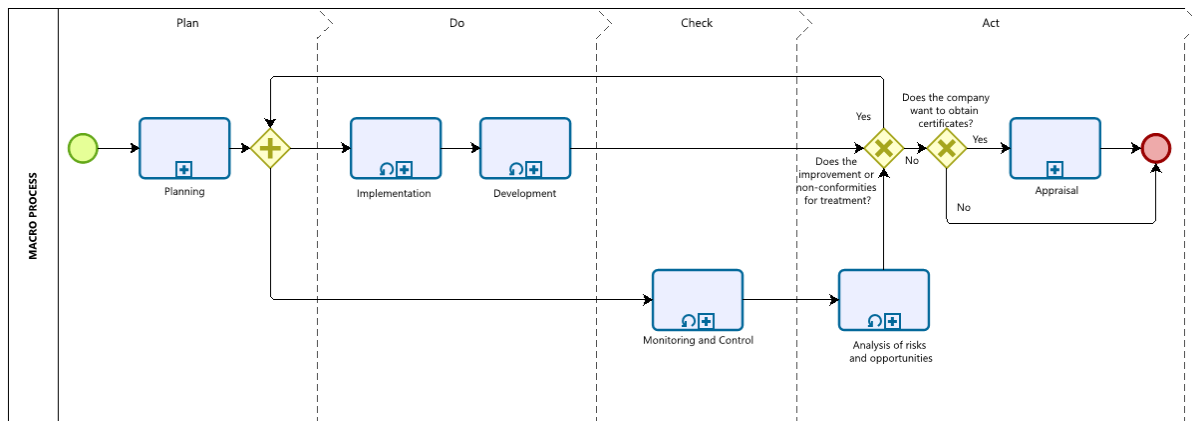 Plan
Do
Check
Act
MACRO PROCESS
Planning
Implementation
Development
Yes
Does the
improvement or
non-conformities
for treatment?
No
Does the company
want to obtain
certificates?
Yes
No
Appraisal
Monitoring and Control
Analysis of risks
and opportunities